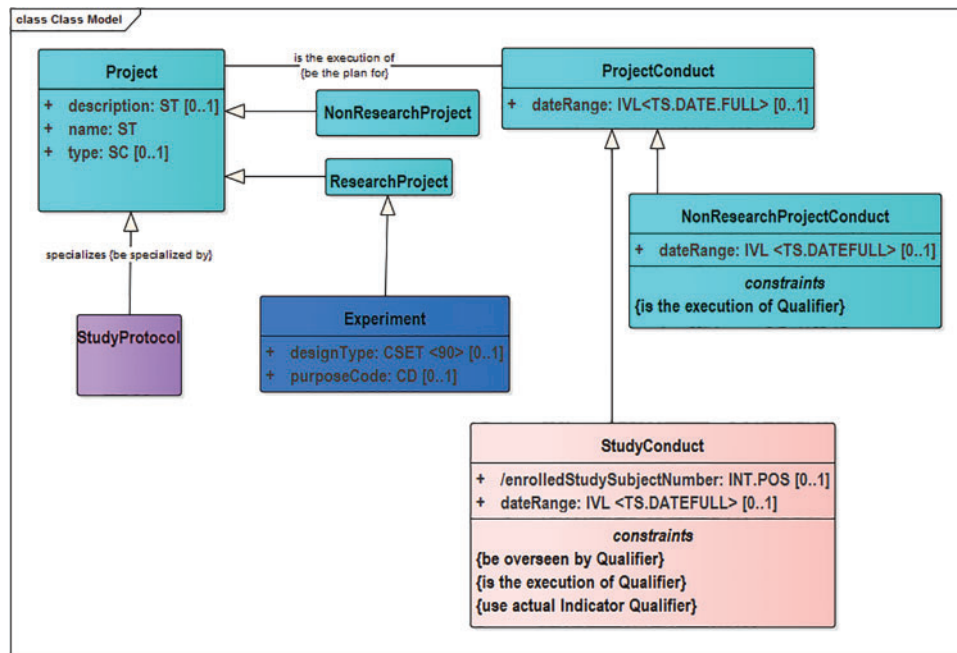 class Class Model
Project
+ description: ST [0..1]
+ name: ST
+ type: SC [0..1]
is the execution of
{be the plan for}
ProjectConduct
+ dateRange: IVL<TS.DATE.FULL> [0..1]
NonResearchProject
ResearchProject
NonResearchProjectConduct
+ dateRange: IVL <TS.DATEFULL> [0..1]
constraints
{is the execution of Qualifier}
specializes {be specialized by}
StudyProtocol
Experiment
+ designType: CSET <90> [0..1]
+ purposeCode: CD [0..1]
StudyConduct
+ /enrolledStudySubjectNumber: INT.POS [0..1]
+ dateRange: IVL <TS.DATEFULL> [0..1]
constraints
{be overseen by Qualifier}
{is the execution of Qualifier}
{use actual Indicator Qualifier}